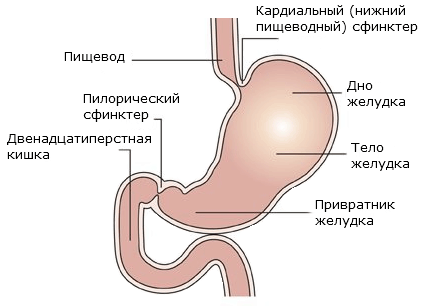 Кардиальный (нижний
пищеводный) сфинктер
Пищевод
Дно
желудка
Пилорический
сфинктер
Двенадцатиперстная
кишка
Тело
желудка
Привратник
желудка